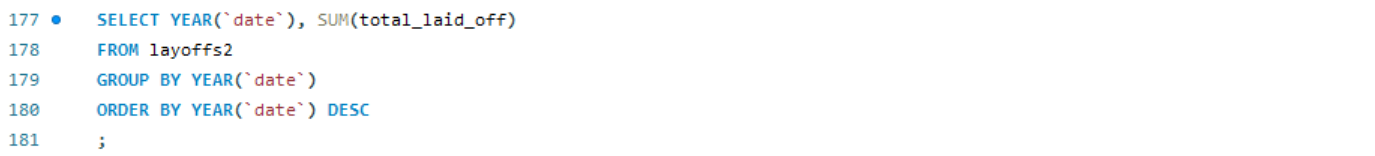 177 SELECT YEAR(`date`), SUM(total_laid_off)
178 FROM layoffs2
179 GROUP BY YEAR(`date`)
180 ORDER BY YEAR(`date`) DESC
181 ;